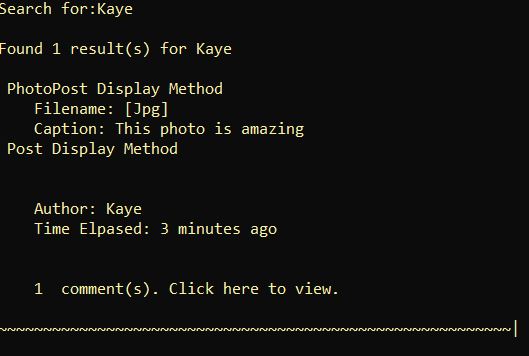 Search for:Kaye
Found 1 result(s) for Kaye
PhotoPost Display Method
Filename: [Jpg]
Caption: This photo is amazing
Post Display Method
Author: Kaye
Time Elpased: 3 minutes ago
1  comment(s). Click here to view.
~~~~~~~~~~~~~~~~~~~~~~~~~~~~~~~~~~~~~~~~~~~~~~~~~~~~~~~~~|